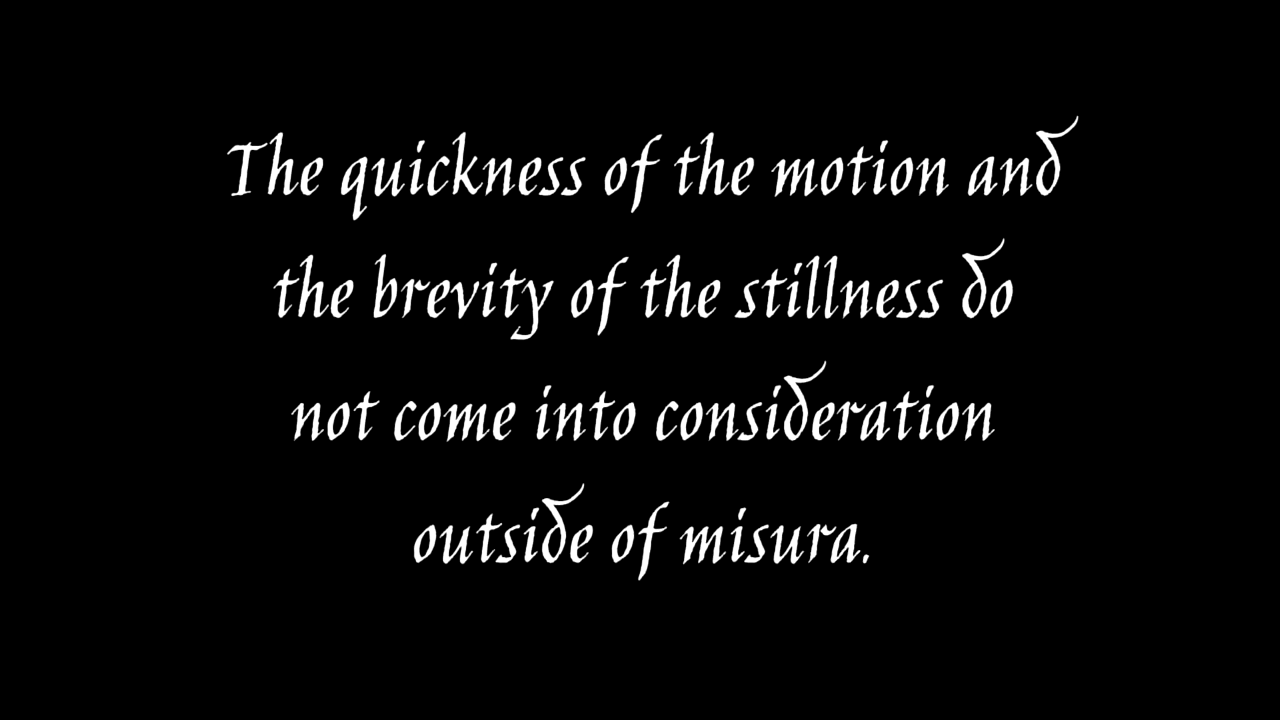 The quickness of the motion and
the brevity of the stillness do
not come into consideration
outside of misura.